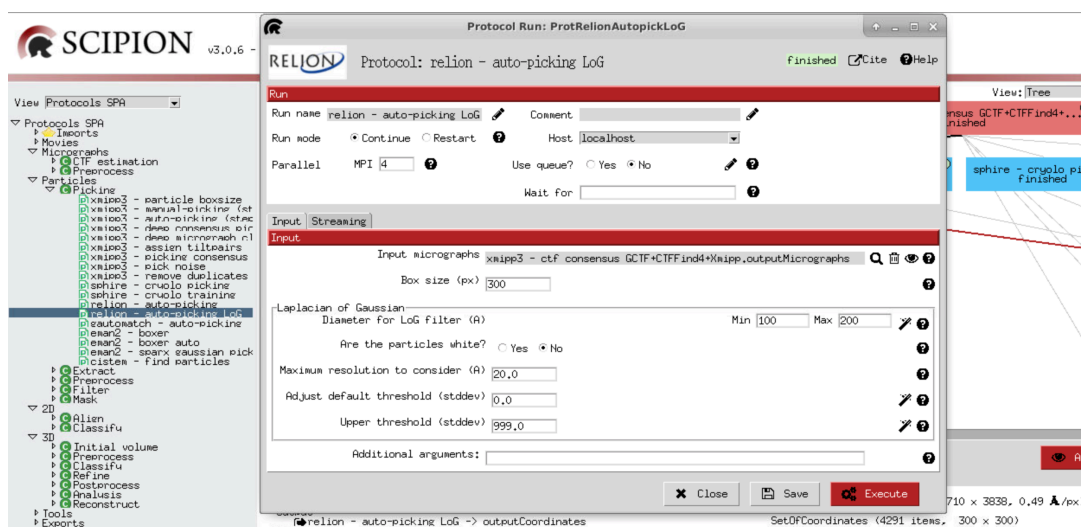 SCIPION v3.0.6 -
View Protocols SPA
Protocols SPA
Imports
Movies
Micrographs
CTF estimation
Preprocess
Particles
Picking
xmipp3 - particle boxsize
xmipp3 - manual-picking (st
xmipp3 - auto-picking (step
xmipp3 - deep consensus pic
xmipp3 - deep micrograph cl
xmipp3 - assign tiltpairs
xmipp3 - picking consensus
xmipp3 - pick noise
xmipp3 - remove duplicates
sphire - cryolo picking
sphire - cryolo training
relion - auto-picking
relion - auto-picking LoG
gautomatch - auto-picking
eman2 - boxer
eman2 - boxer auto
eman2 - sparx gaussian pick
cistem - find particles
Extract
Preprocess
Filter
Mask
2D
Align
Classify
3D
Initial volume
Preprocess
Classify
Refine
Postprocess
Analysis
Reconstruct
Tools
Exports
Protocol Run: ProtRelionAutopickLoG
RELION Protocol: relion - auto-picking LoG finished Cite Help
Run
Run name relion - auto-picking LoG Comment
Run mode Continue Restart Host localhost
Parallel MPI 4 Use queue? Yes No
Wait for
Input Streaming
Input
Input micrographs xmipp3 - ctf consensus GCTF+CTFFind4+Xmipp.outputMicrographs
Box size (px) 300
Laplacian of Gaussian
Diameter for LoG filter (A) Min 100 Max 200
Are the particles white? Yes No
Maximum resolution to consider (A) 20.0
Adjust default threshold (stddev) 0.0
Upper threshold (stddev) 999.0
Additional arguments:
Close Save Execute
View: Tree
nsus GCTF+CTFFind4+...
inished
sphire - cryolo pi
finished
A
710 x 3838, 0.49 Å/px
relion - auto-picking LoG -> outputCoordinates SetOfCoordinates (4291 items, 300 x 300)